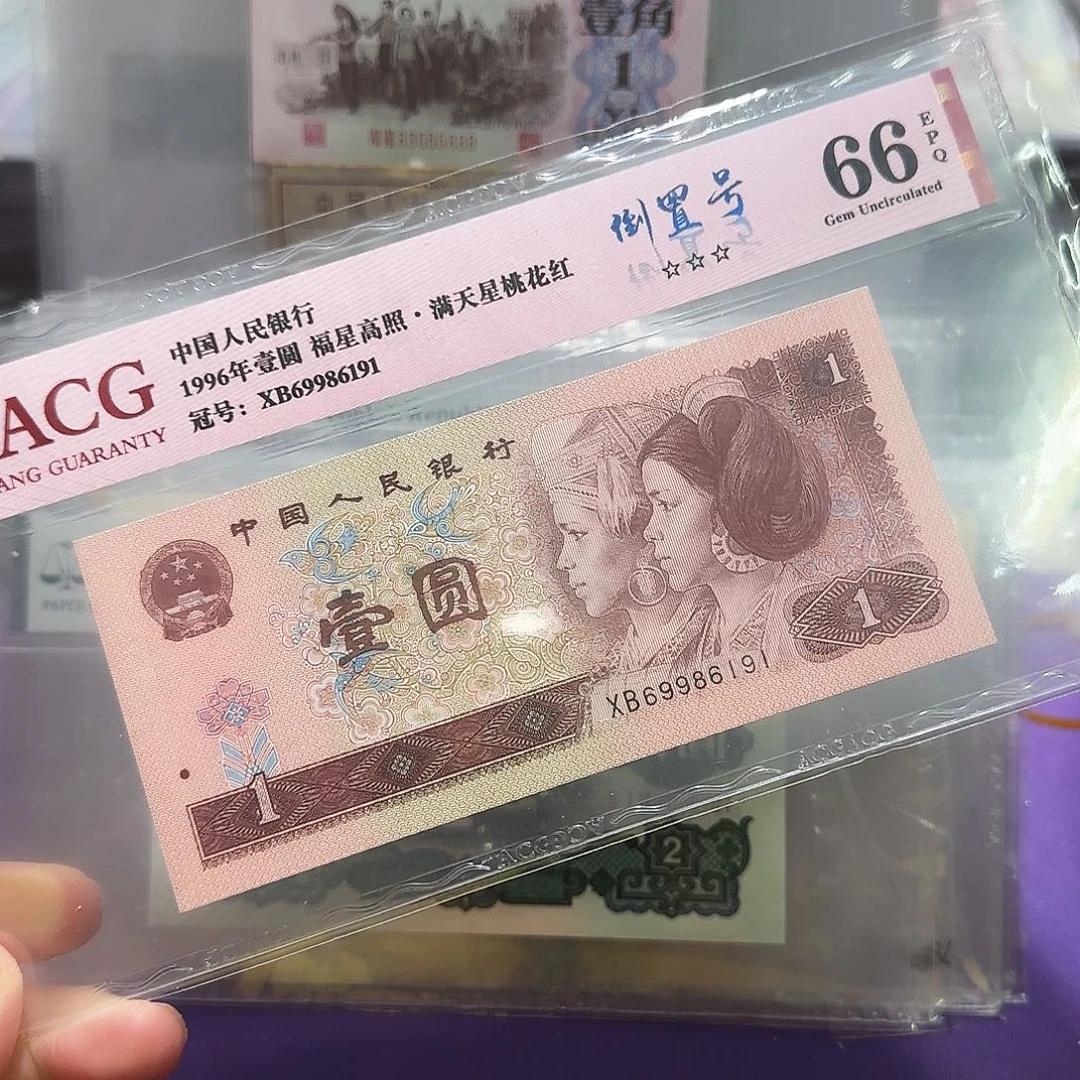 壹角
1
倒置号
66
EPQ
Gem Uncirculated
☆☆☆
中国人民银行
1996年壹圆 福星高照·满天星桃花红
冠号：XB69986191
ACG
ANG GUARANTY
中国人民银行
1
壹圆
1
XB69986191
1
ACG
2